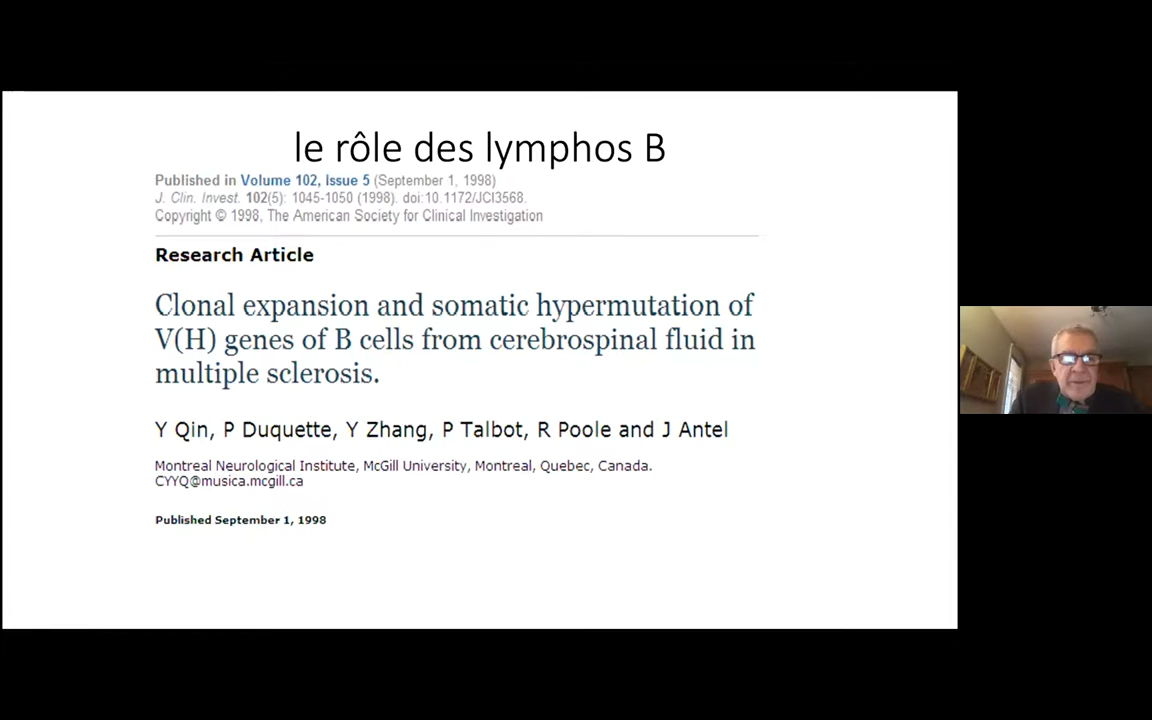 le rôle des lymphos B
Published in Volume 102, Issue 5 (September 1, 1998)
J. Clin. Invest. 102(5): 1045-1050 (1998). doi:10.1172/JCI3568.
Copyright © 1998, The American Society for Clinical Investigation
Research Article
Clonal expansion and somatic hypermutation of
V(H) genes of B cells from cerebrospinal fluid in
multiple sclerosis.
Y Qin, P Duquette, Y Zhang, P Talbot, R Poole and J Antel
Montreal Neurological Institute, McGill University, Montreal, Quebec, Canada.
CYYQ@musica.mcgill.ca
Published September 1, 1998